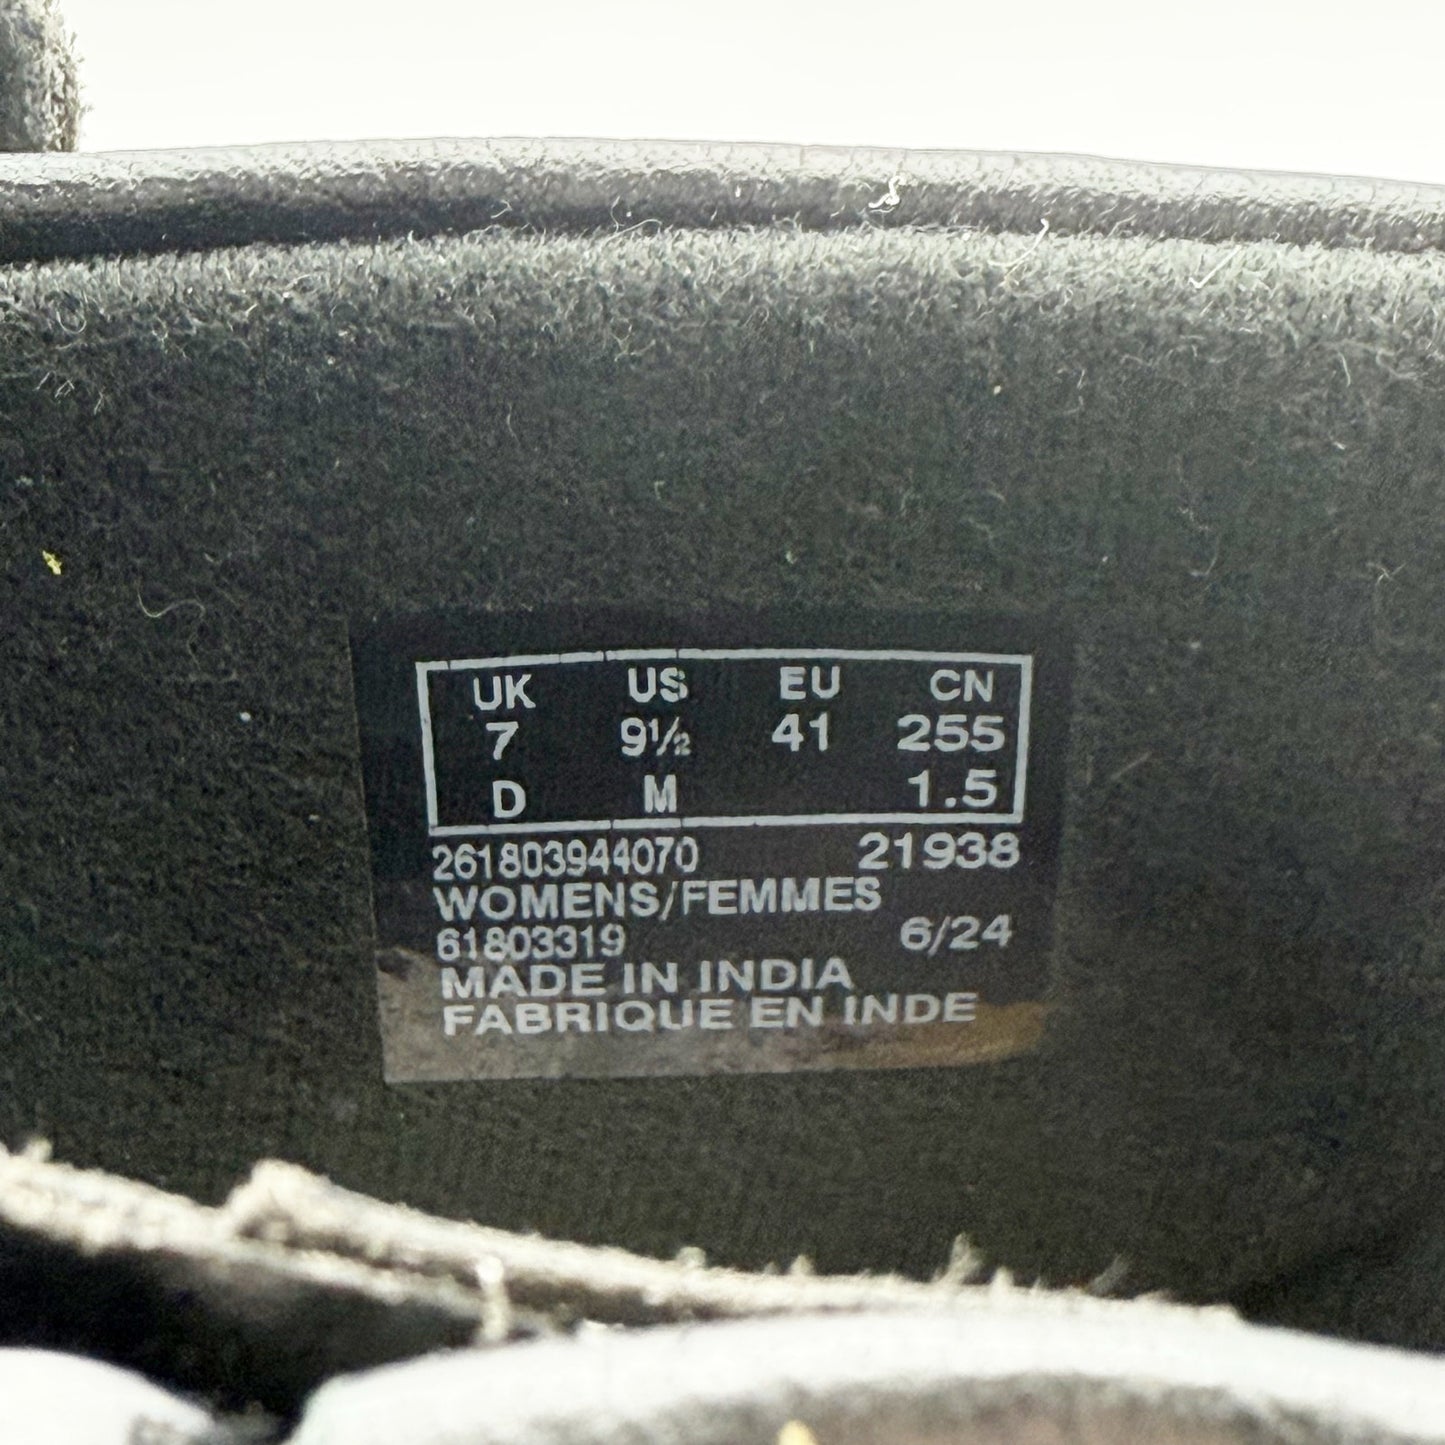 UK US EU CN
7 9½ 41 255
D M 1.5
261803944070 21938
WOMENS/FEMMES
61803319 6/24
MADE IN INDIA
FABRIQUE EN INDE